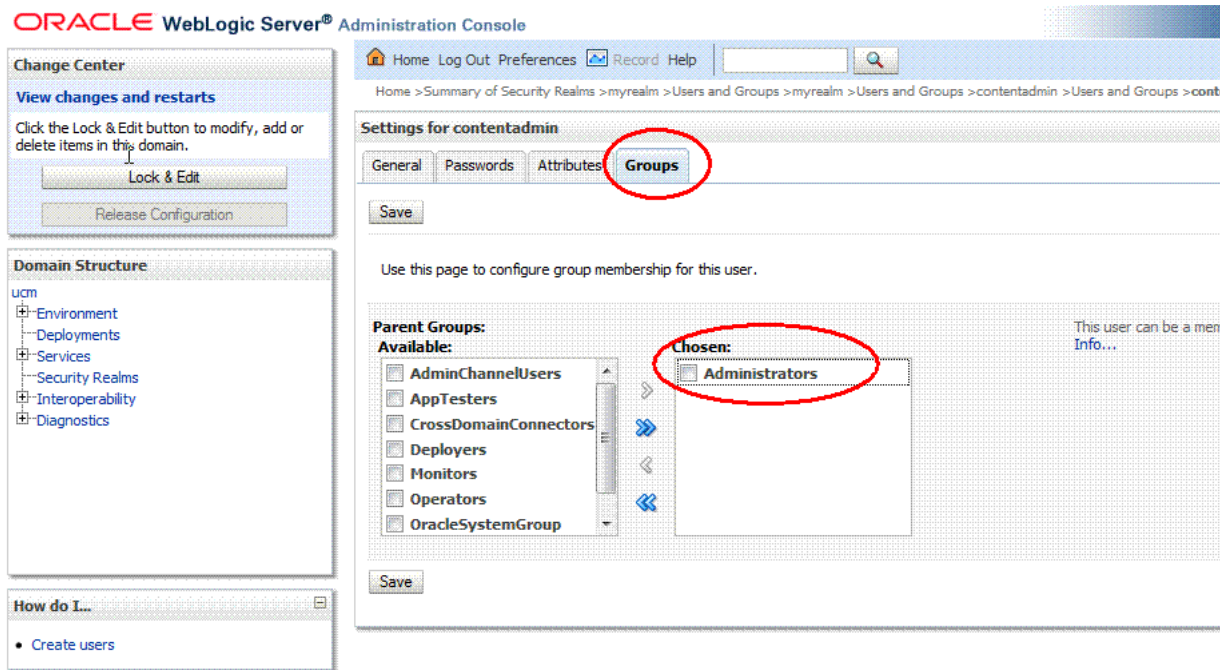 ORACLE WebLogic Server® Administration Console
Change Center
View changes and restarts
Click the Lock & Edit button to modify, add or
delete items in this domain.
Lock & Edit
Release Configuration
Domain Structure
ucm
Environment
Deployments
Services
Security Realms
Interoperability
Diagnostics
How do I...
Create users
Home Log Out Preferences Record Help
Home >Summary of Security Realms >myrealm >Users and Groups >myrealm >Users and Groups >contentadmin >Users and Groups >cont
Settings for contentadmin
General Passwords Attributes Groups
Save
Use this page to configure group membership for this user.
Parent Groups:
Available:
AdminChannelUsers
AppTesters
CrossDomainConnectors
Deployers
Monitors
Operators
OracleSystemGroup
Chosen:
Administrators
This user can be a mem
Info...
Save